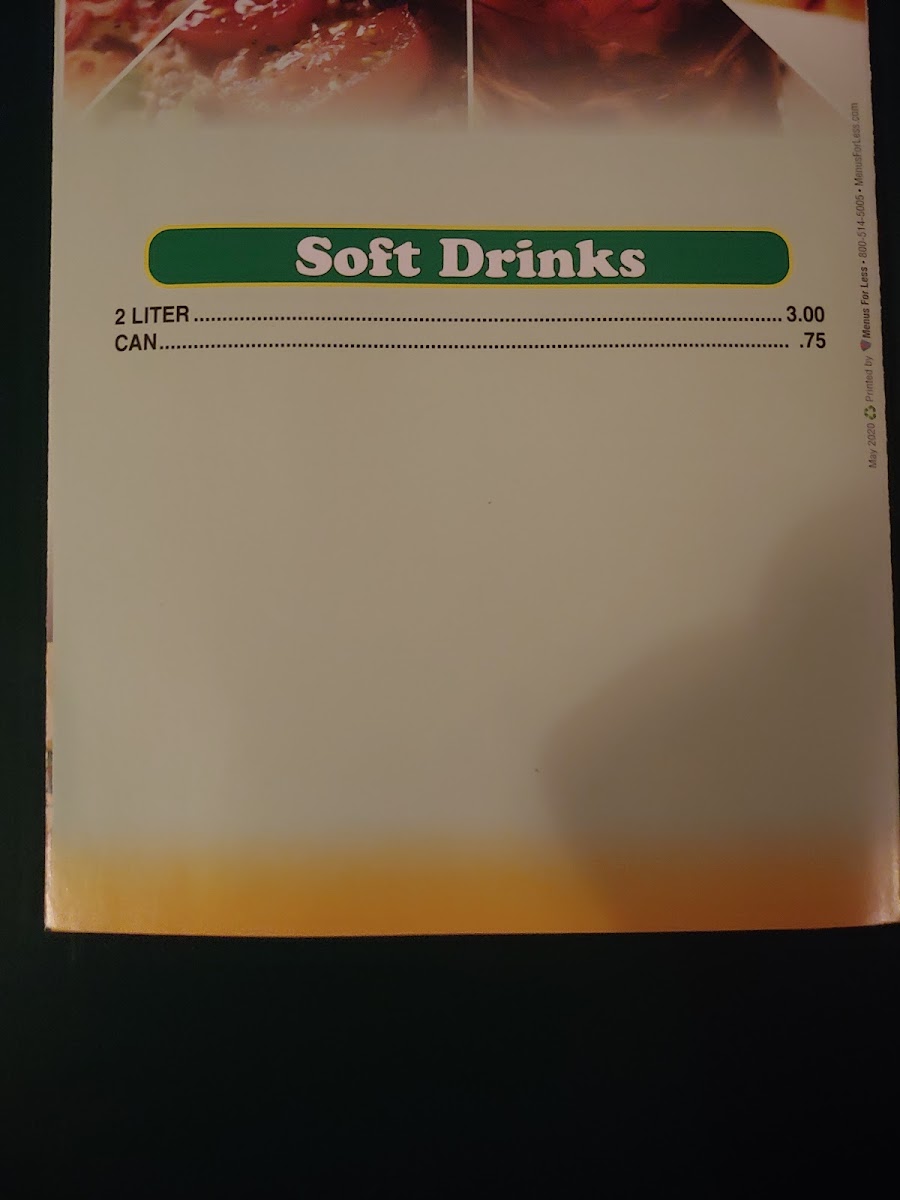 Soft Drinks
2 LITER 3.00
CAN .75
May 2020 Printed by Menus For Less • 800-514-5005 • MenusForLess.com